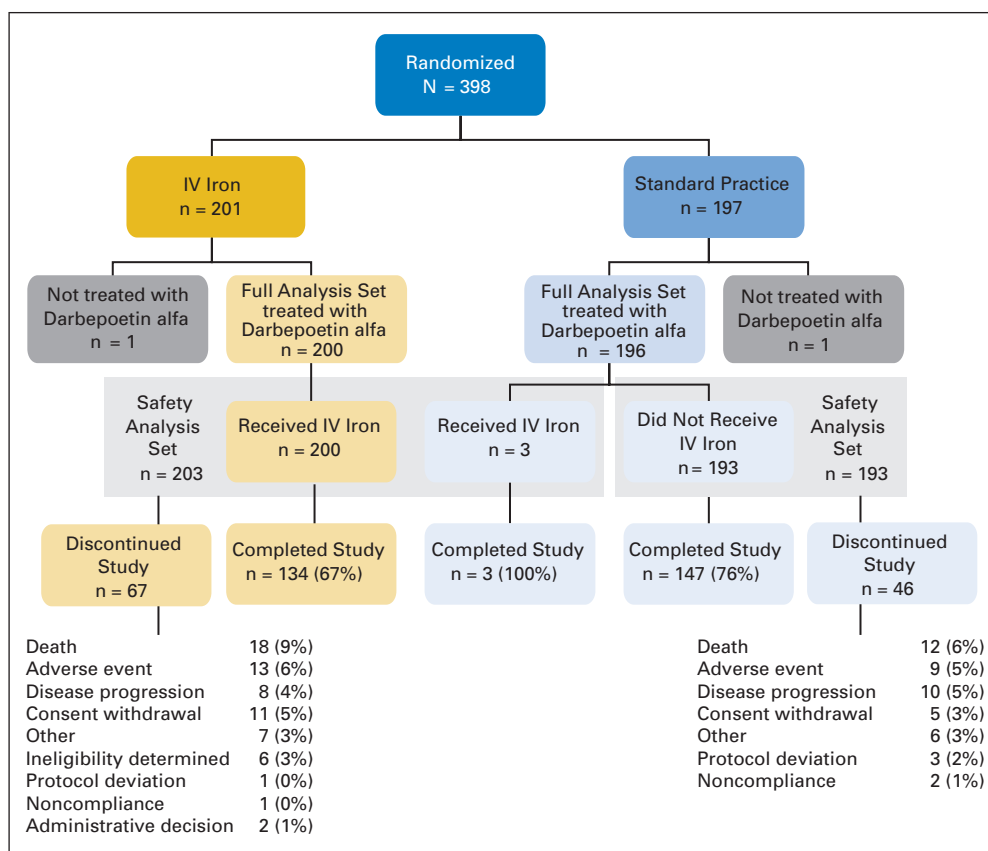 Randomized
N = 398
IV Iron
n = 201
Standard Practice
n = 197
Not treated with
Darbepoetin alfa
n = 1
Full Analysis Set
treated with
Darbepoetin alfa
n = 200
Full Analysis Set
treated with
Darbepoetin alfa
n = 196
Not treated with
Darbepoetin alfa
n = 1
Safety
Analysis
Set
n = 203
Received IV Iron
n = 200
Received IV Iron
n = 3
Did Not Receive
IV Iron
n = 193
Safety
Analysis
Set
n = 193
Discontinued
Study
n = 67
Completed Study
n = 134 (67%)
Completed Study
n = 3 (100%)
Completed Study
n = 147 (76%)
Discontinued
Study
n = 46
Death 18 (9%)
Adverse event 13 (6%)
Disease progression 8 (4%)
Consent withdrawal 11 (5%)
Other 7 (3%)
Ineligibility determined 6 (3%)
Protocol deviation 1 (0%)
Noncompliance 1 (0%)
Administrative decision 2 (1%)
Death 12 (6%)
Adverse event 9 (5%)
Disease progression 10 (5%)
Consent withdrawal 5 (3%)
Other 6 (3%)
Protocol deviation 3 (2%)
Noncompliance 2 (1%)